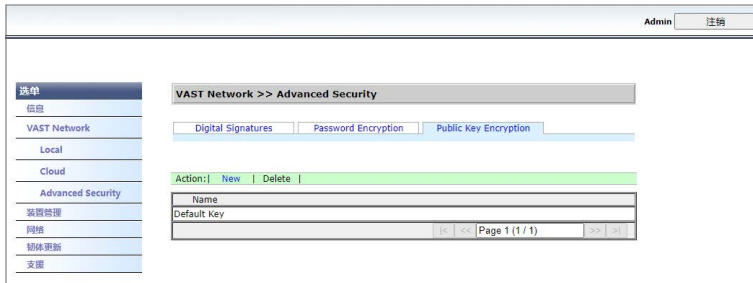 Admin 注销
选单
信息
VAST Network
Local
Cloud
Advanced Security
装置管理
网络
韧体更新
支援
VAST Network >> Advanced Security
Digital Signatures Password Encryption Public Key Encryption
Action:| New | Delete |
Name
Default Key
|< << Page 1 (1 / 1) >> >|